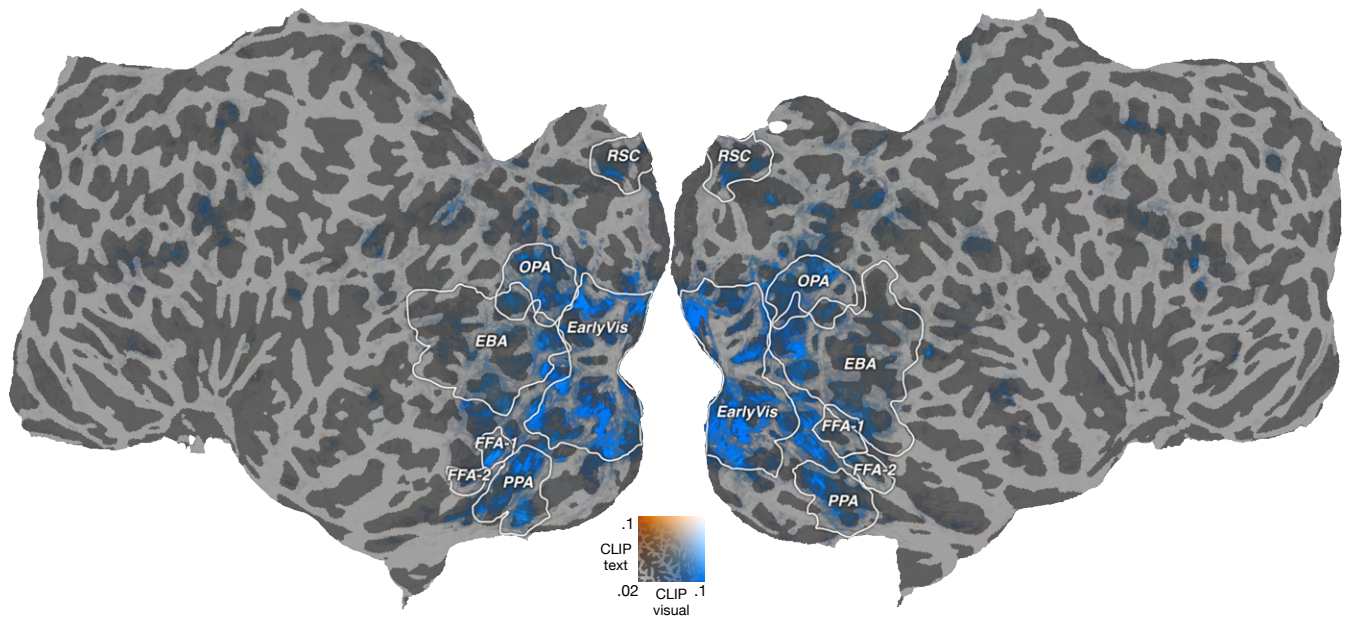 RSC
RSC
OPA
OPA
EarlyVis
EBA
EBA
EarlyVis
FFA-1
FFA-1
FFA-2
FFA-2
PPA
PPA
.1
CLIP
text
.02 CLIP .1
visual